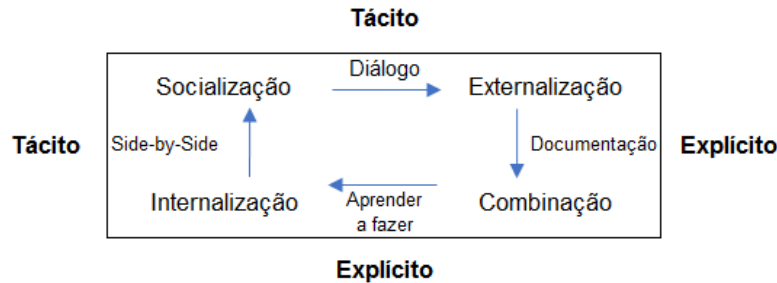 Tácito
Diálogo
Socialização
Externalização
Tácito
Side-by-Side
Documentação
Explícito
Internalização
Aprender
a fazer
Combinação
Explícito